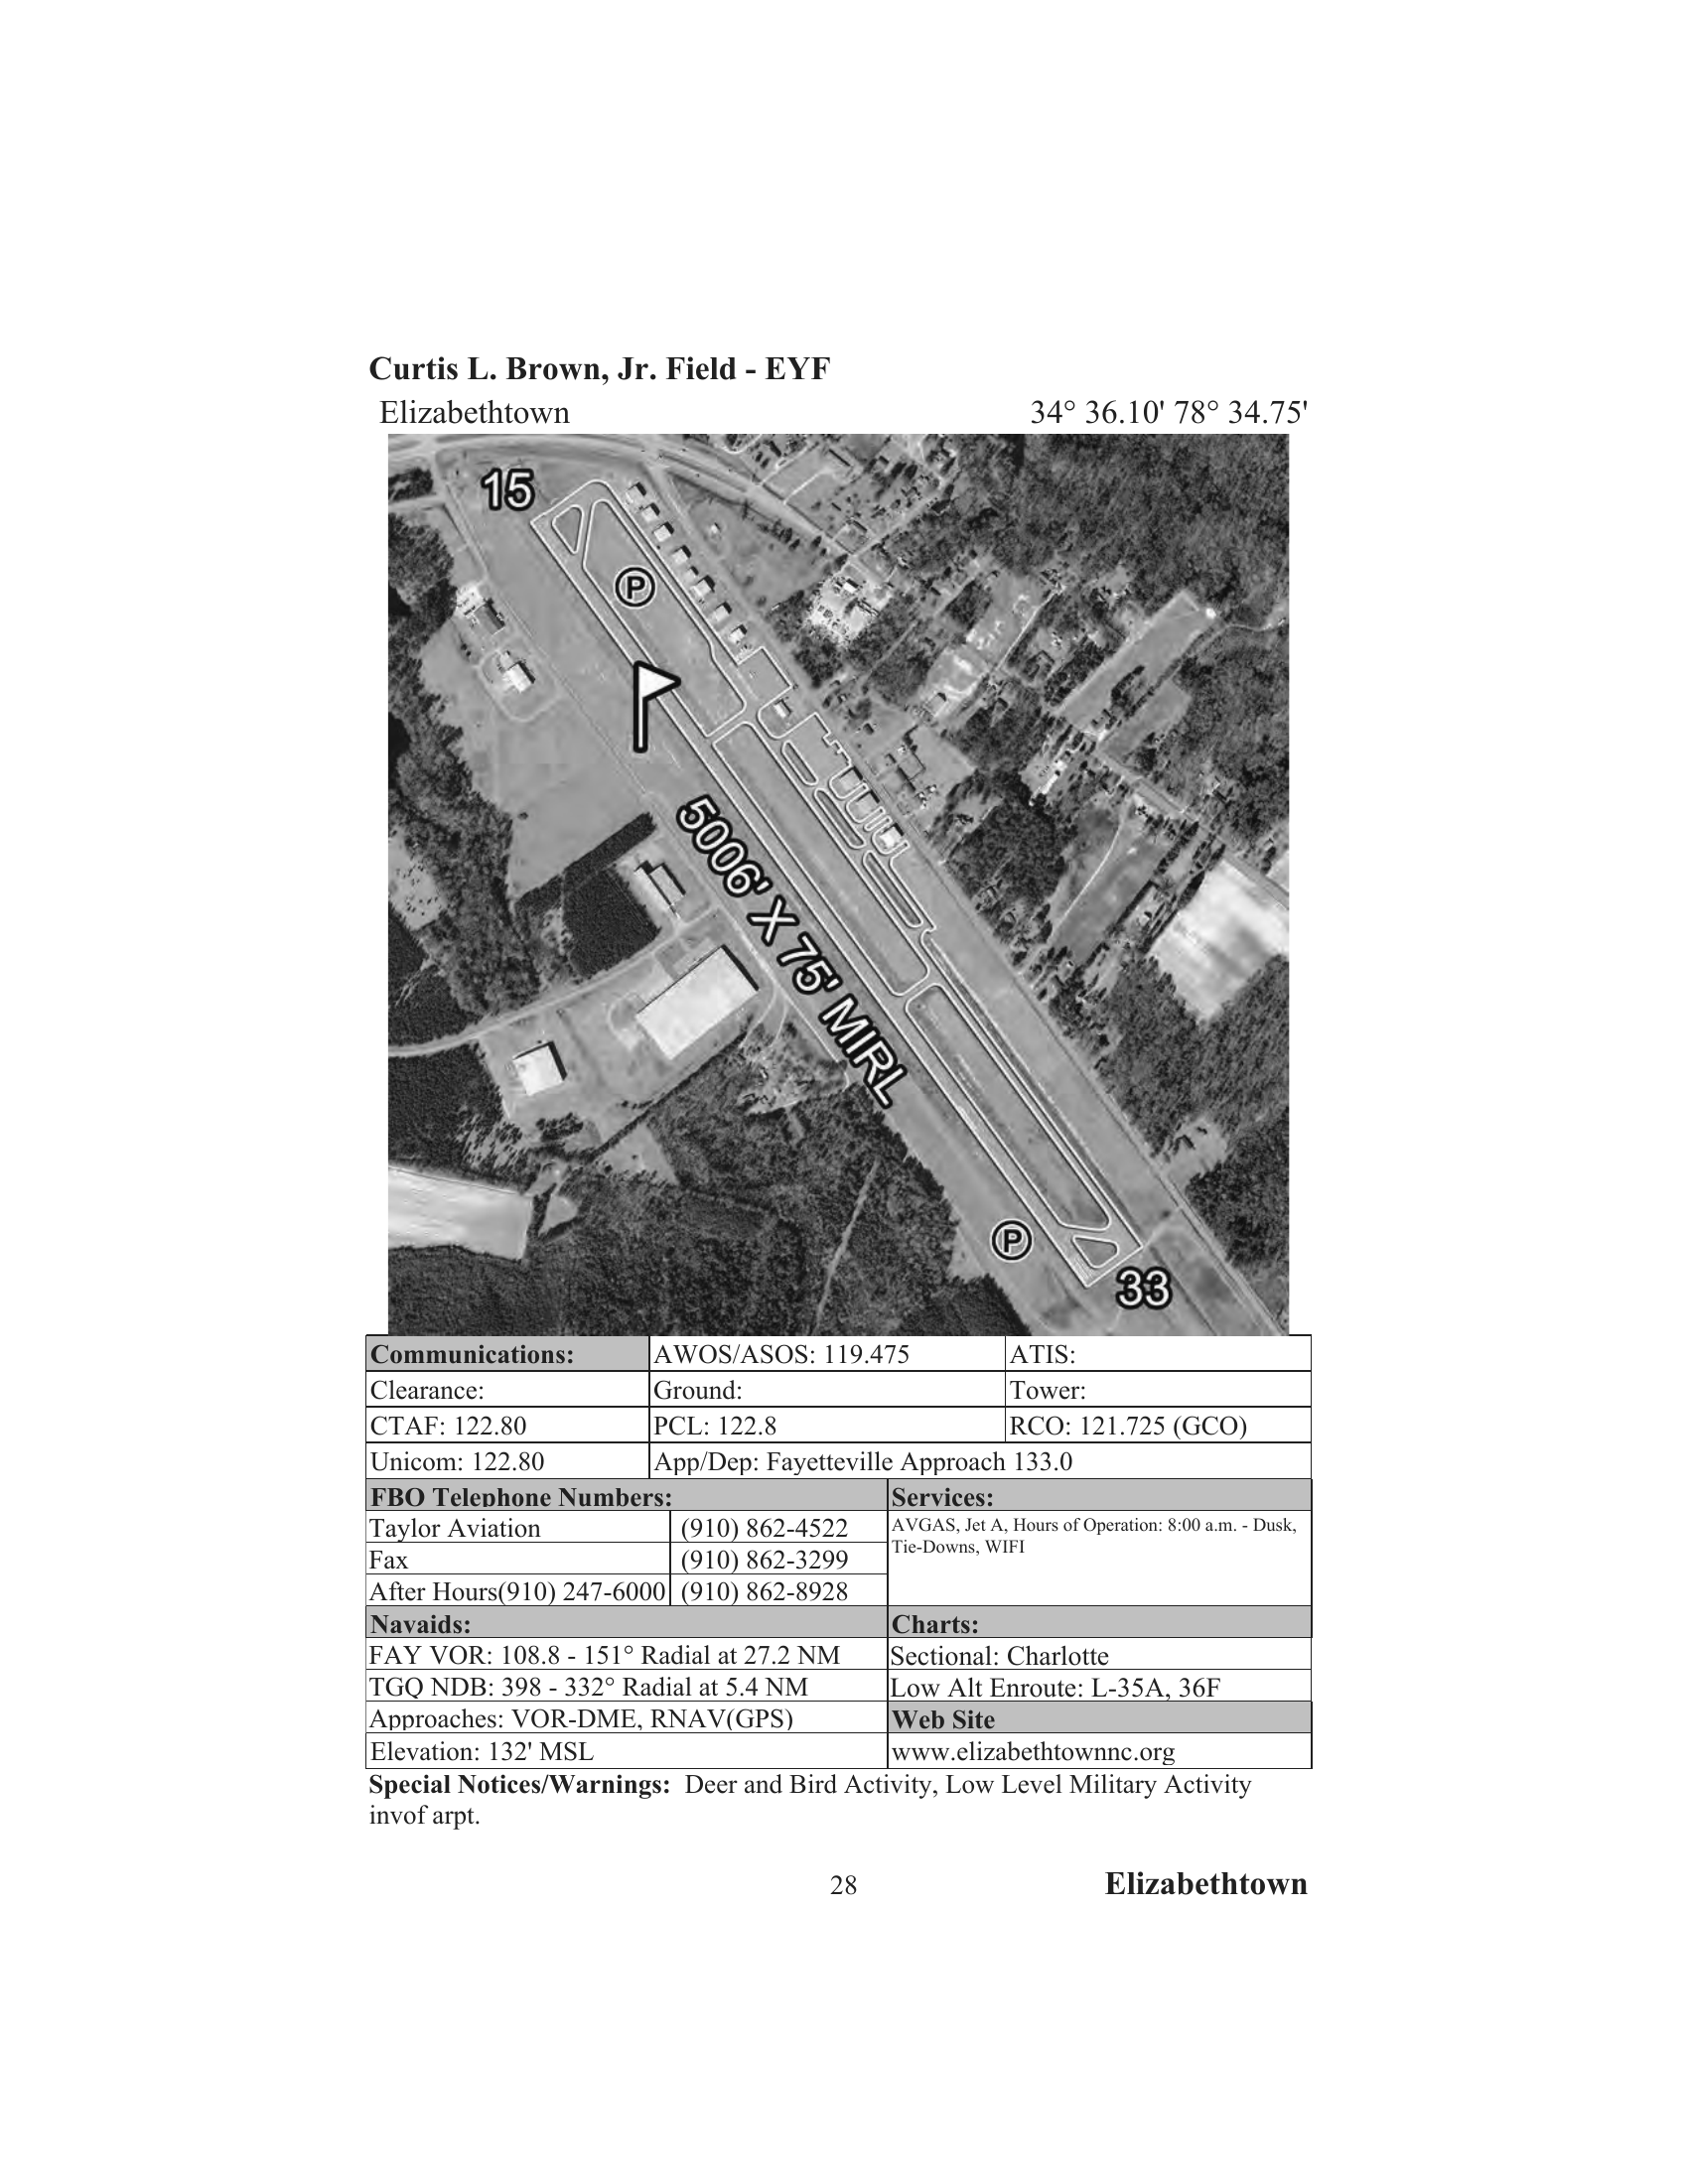 Curtis L. Brown, Jr. Field - EYF
Elizabethtown 34° 36.10' 78° 34.75'
15
P
5006' X 75' MIRL
P
33
Communications: AWOS/ASOS: 119.475 ATIS:
Clearance: Ground: Tower:
CTAF: 122.80 PCL: 122.8 RCO: 121.725 (GCO)
Unicom: 122.80 App/Dep: Fayetteville Approach 133.0
FBO Telephone Numbers: Services:
Taylor Aviation (910) 862-4522 AVGAS, Jet A, Hours of Operation: 8:00 a.m. - Dusk,
Tie-Downs, WIFI
Fax (910) 862-3299
After Hours(910) 247-6000 (910) 862-8928
Navaids: Charts:
FAY VOR: 108.8 - 151° Radial at 27.2 NM Sectional: Charlotte
TGQ NDB: 398 - 332° Radial at 5.4 NM Low Alt Enroute: L-35A, 36F
Approaches: VOR-DME, RNAV(GPS) Web Site
Elevation: 132' MSL www.elizabethtownnc.org
Special Notices/Warnings: Deer and Bird Activity, Low Level Military Activity
invof arpt.
28 Elizabethtown